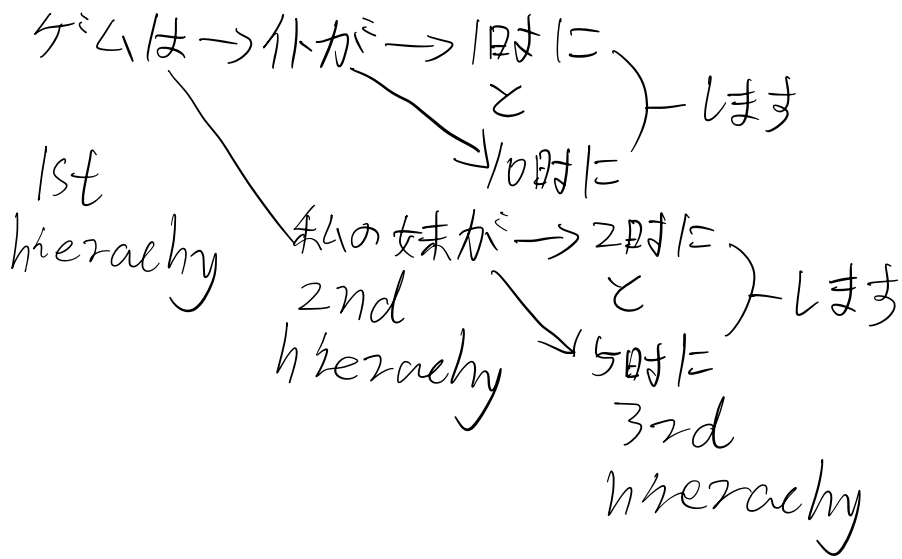 ゲムは→仆が→1時に
と
します
10時に
1st
hierachy
私の妹が→2時に
と
します
5時に
2nd
hierachy
3rd
hierachy